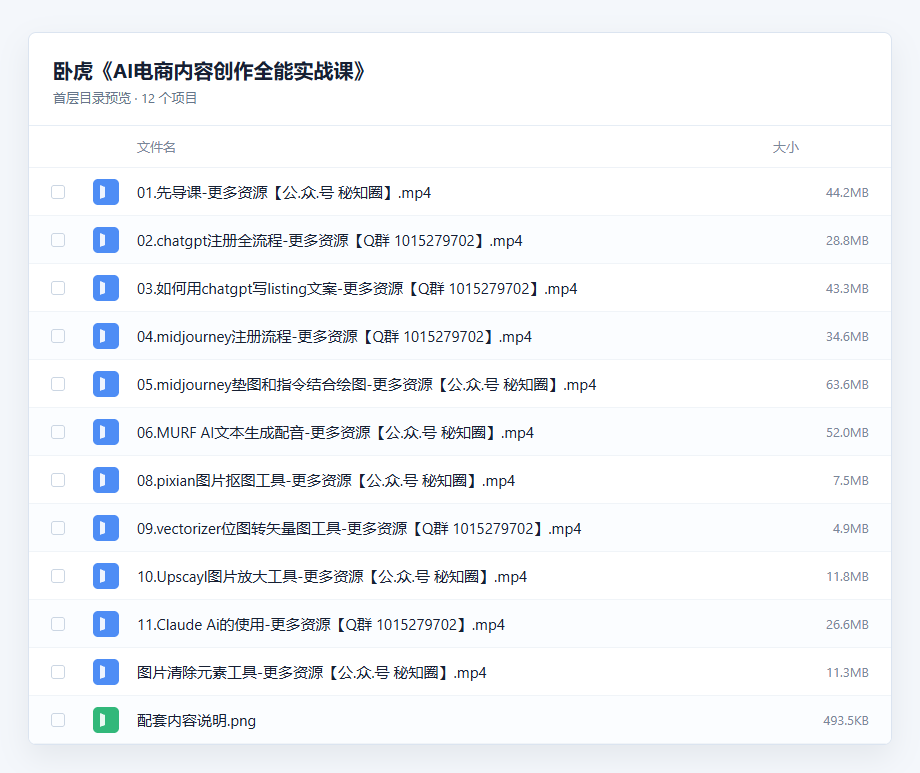 卧虎《AI电商内容创作全能实战课》
首层目录预览 · 12 个项目
文件名 大小
01.先导课-更多资源【公.众.号 秘知圈】.mp4 44.2MB
02.chatgpt注册全流程-更多资源【Q群 1015279702】.mp4 28.8MB
03.如何用chatgpt写listing文案-更多资源【Q群 1015279702】.mp4 43.3MB
04.midjourney注册流程-更多资源【Q群 1015279702】.mp4 34.6MB
05.midjourney垫图和指令结合绘图-更多资源【公.众.号 秘知圈】.mp4 63.6MB
06.MURF AI文本生成配音-更多资源【公.众.号 秘知圈】.mp4 52.0MB
08.pixian图片抠图工具-更多资源【公.众.号 秘知圈】.mp4 7.5MB
09.vectorizer位图转矢量图工具-更多资源【Q群 1015279702】.mp4 4.9MB
10.Upscayl图片放大工具-更多资源【公.众.号 秘知圈】.mp4 11.8MB
11.Claude Ai的使用-更多资源【Q群 1015279702】.mp4 26.6MB
图片清除元素工具-更多资源【公.众.号 秘知圈】.mp4 11.3MB
配套内容说明.png 493.5KB